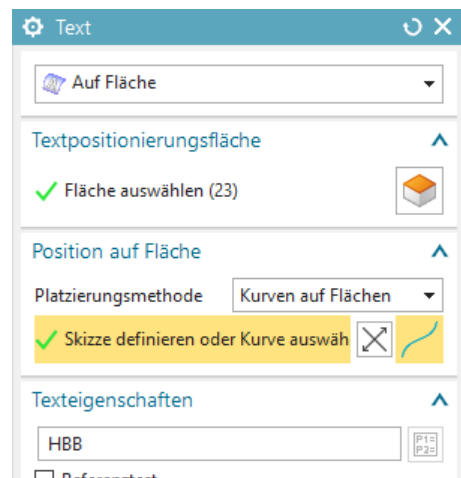 Text
Auf Fläche
Textpositionierungsfläche
Fläche auswählen (23)
Position auf Fläche
Platzierungsmethode Kurven auf Flächen
Skizze definieren oder Kurve auswäh
Texteigenschaften
HBB P1=
P2=